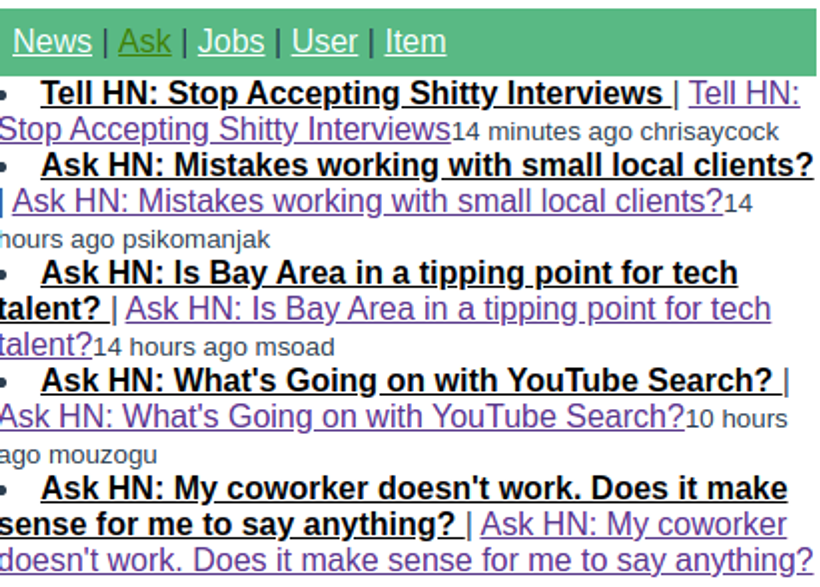 News | Ask | Jobs | User | Item
• Tell HN: Stop Accepting Shitty Interviews | Tell HN:
Stop Accepting Shitty Interviews14 minutes ago chrisaycock
• Ask HN: Mistakes working with small local clients?
| Ask HN: Mistakes working with small local clients?14
hours ago psikomanjak
• Ask HN: Is Bay Area in a tipping point for tech
talent? | Ask HN: Is Bay Area in a tipping point for tech
talent?14 hours ago msoad
• Ask HN: What's Going on with YouTube Search? |
Ask HN: What's Going on with YouTube Search?10 hours
ago mouzogu
• Ask HN: My coworker doesn't work. Does it make
sense for me to say anything? | Ask HN: My coworker
doesn't work. Does it make sense for me to say anything?